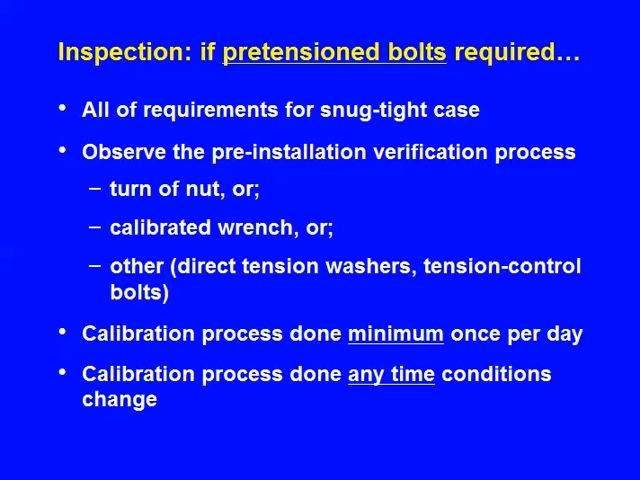 Inspection: if pretensioned bolts required…
• All of requirements for snug-tight case
• Observe the pre-installation verification process
– turn of nut, or;
– calibrated wrench, or;
– other (direct tension washers, tension-control
bolts)
• Calibration process done minimum once per day
• Calibration process done any time conditions
change